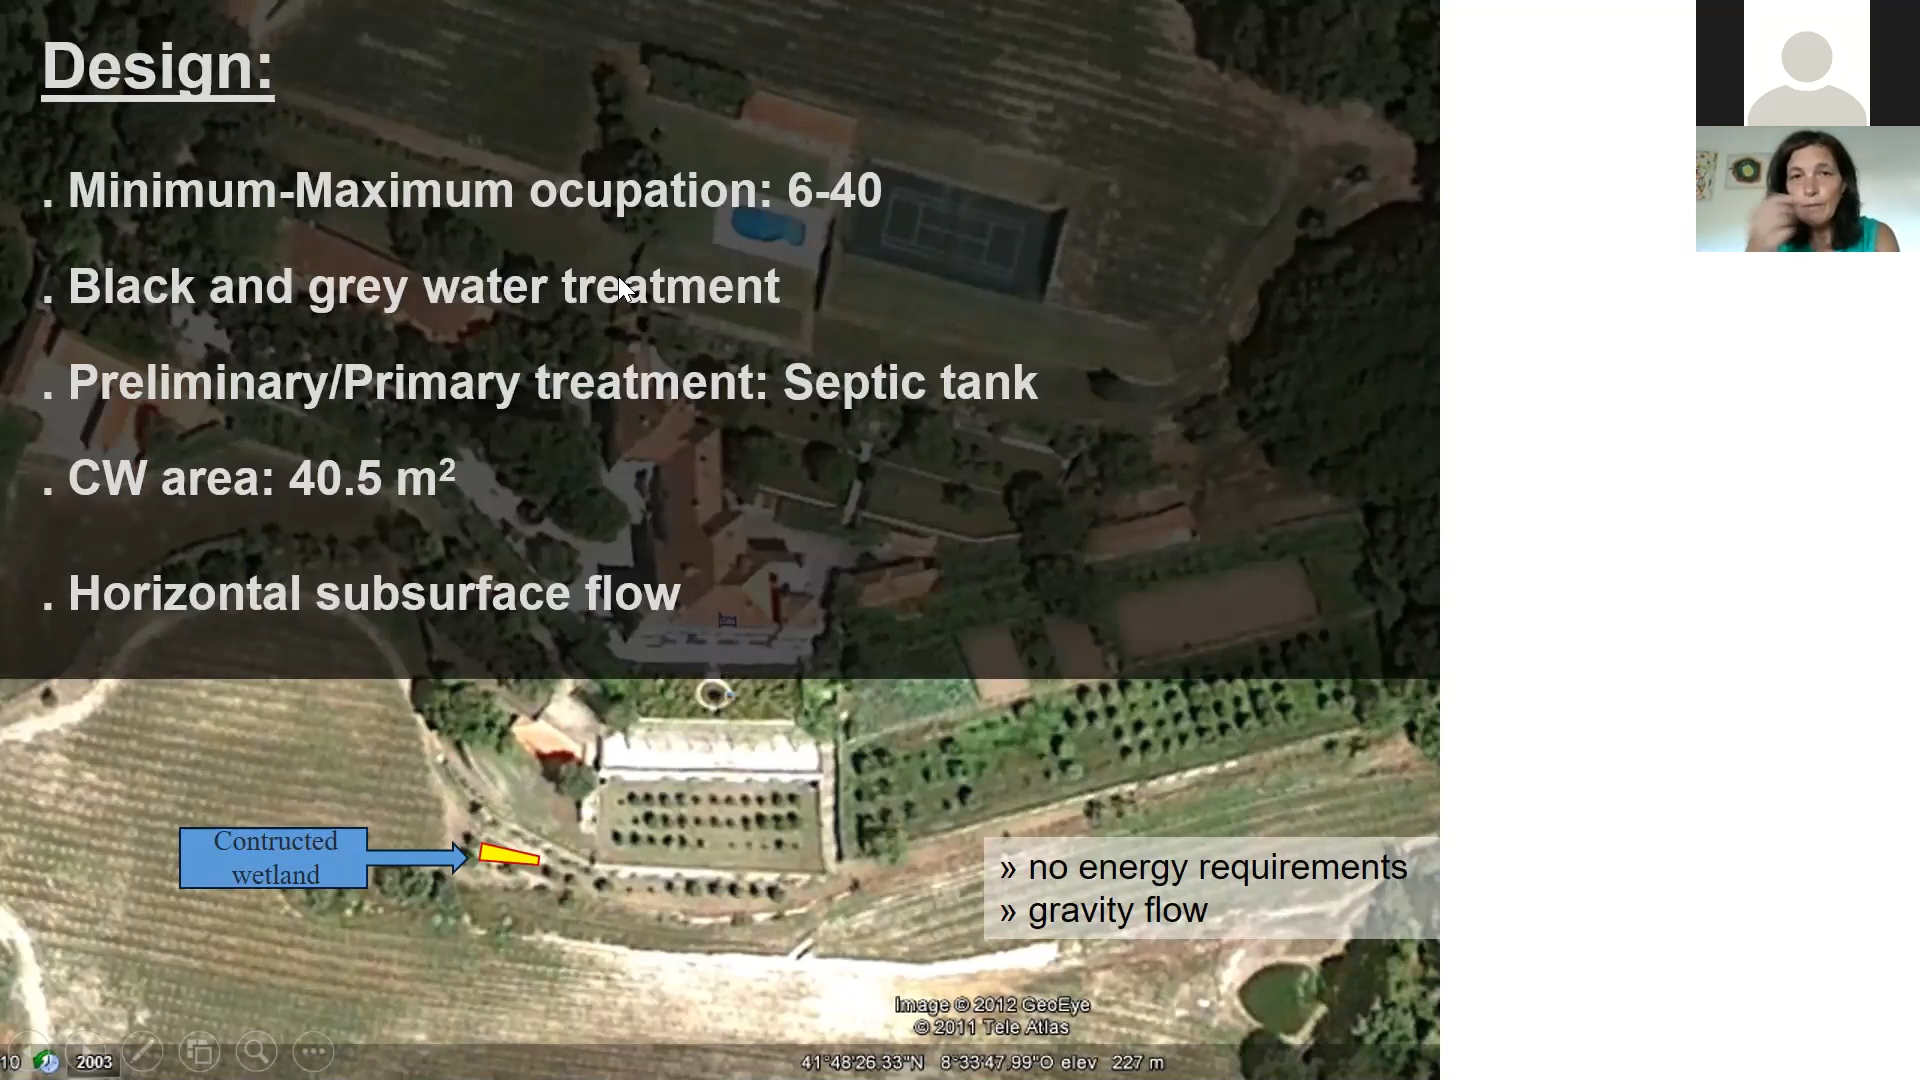 Design:
. Minimum-Maximum ocupation: 6-40
. Black and grey water treatment
. Preliminary/Primary treatment: Septic tank
. CW area: 40.5 m²
. Horizontal subsurface flow
Contructed
wetland
» no energy requirements
» gravity flow
Image © 2012 GeoEye
© 2011 Tele Atlas
10
2003
41°48'26.33"N 8°33'47.99"O elev 227 m